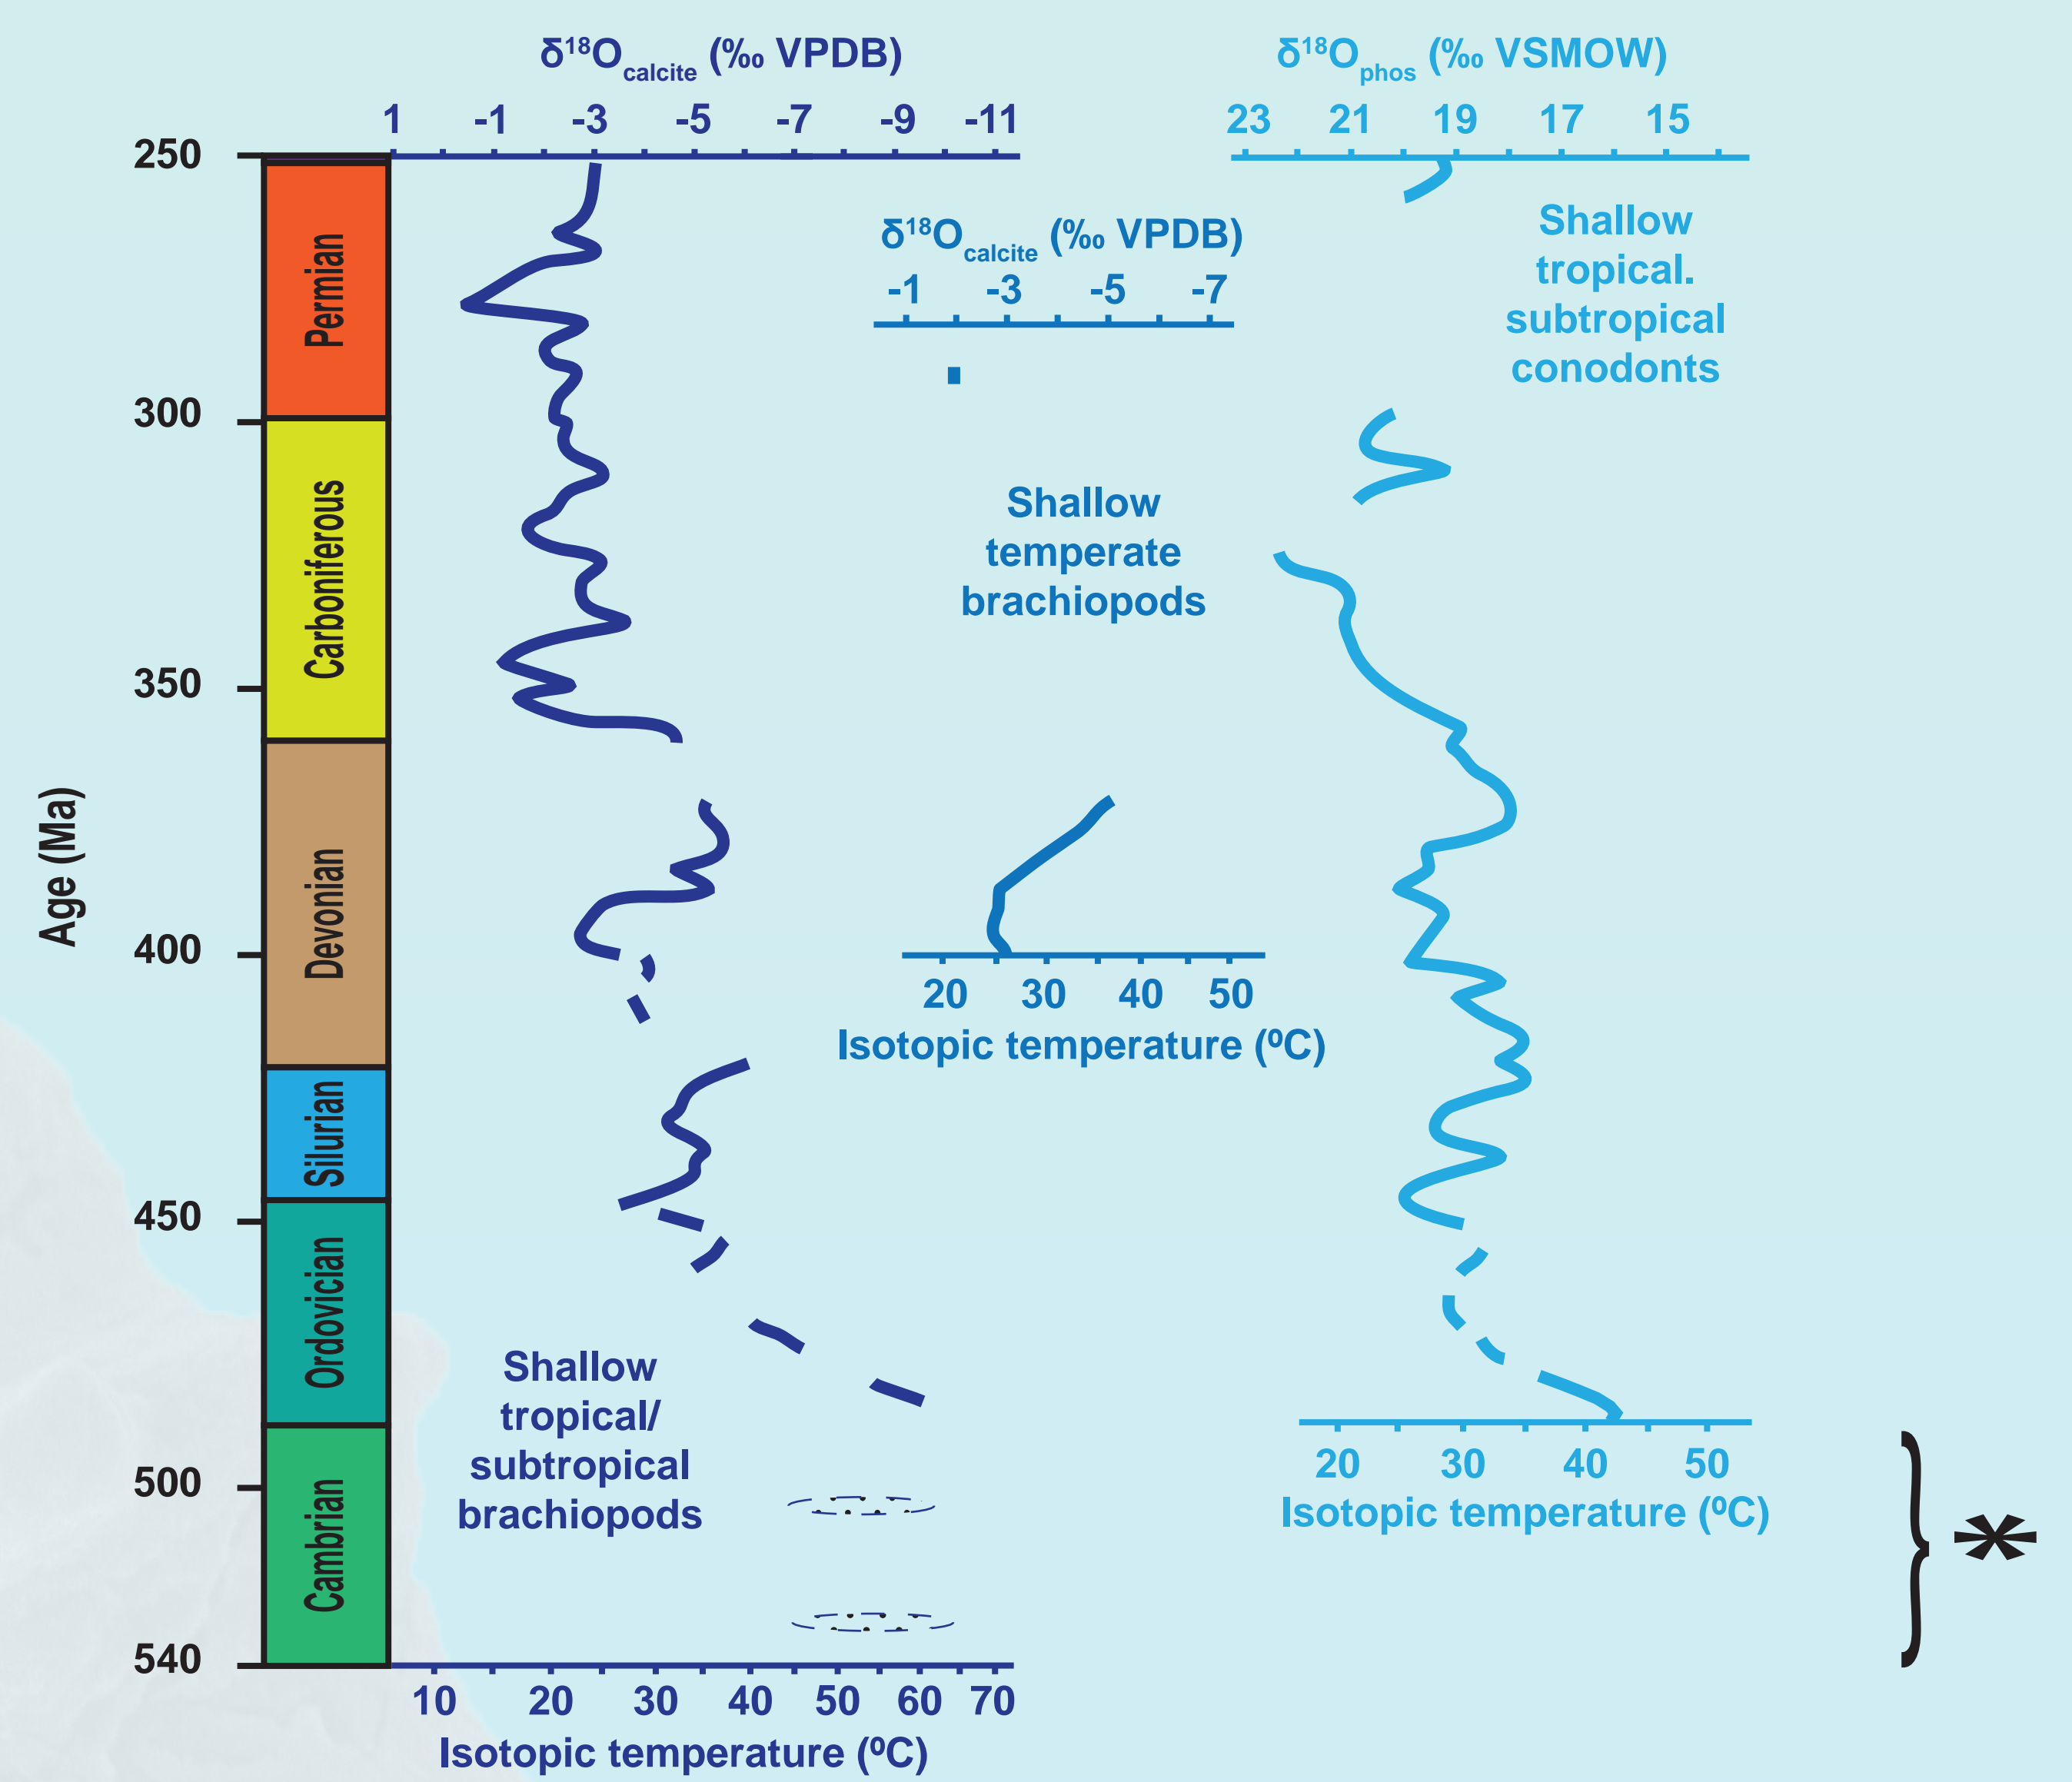 δ¹⁸Ocalcite (‰ VPDB)
1 -1 -3 -5 -7 -9 -11
δ¹⁸Ophos (‰ VSMOW)
23 21 19 17 15
δ¹⁸Ocalcite (‰ VPDB)
-1 -3 -5 -7
Shallow
tropical.
subtropical
conodonts
Shallow
temperate
brachiopods
20 30 40 50
Isotopic temperature (ºC)
Shallow
tropical/
subtropical
brachiopods
20 30 40 50
Isotopic temperature (ºC)
*
Age (Ma)
250
300
350
400
450
500
540
Permian
Carboniferous
Devonian
Silurian
Ordovician
Cambrian
10 20 30 40 50 60 70
Isotopic temperature (ºC)